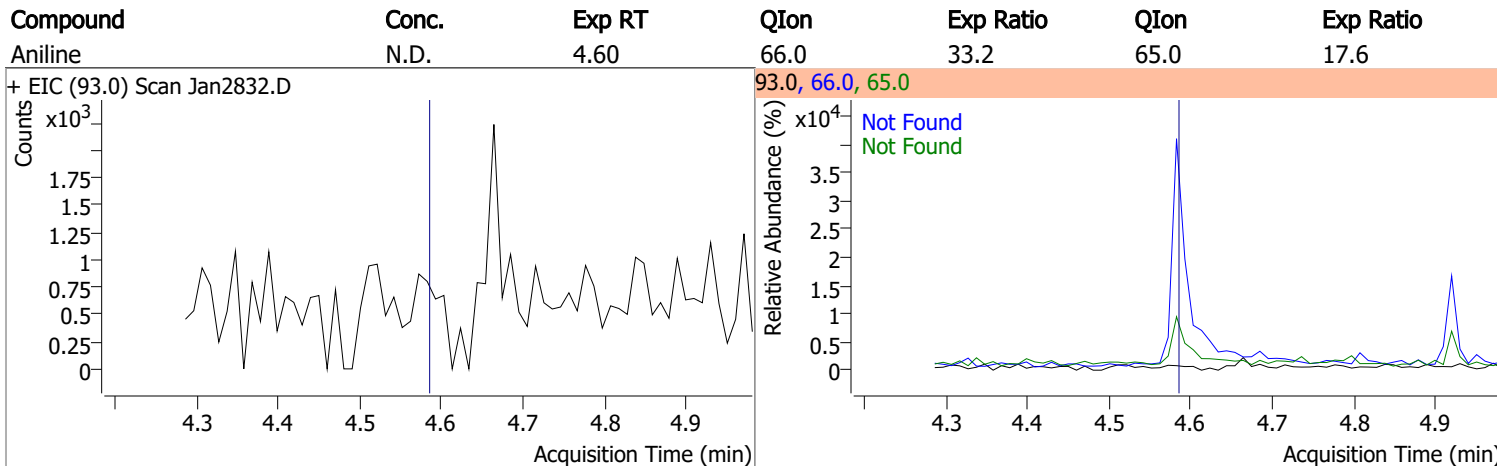 Compound Conc. Exp RT QIon Exp Ratio QIon Exp Ratio
Aniline N.D. 4.60 66.0 33.2 65.0 17.6
+ EIC (93.0) Scan Jan2832.D
Counts
x10³
1.75
1.5
1.25
1
0.75
0.5
0.25
0
4.3 4.4 4.5 4.6 4.7 4.8 4.9
Acquisition Time (min)
93.0, 66.0, 65.0
Relative Abundance (%)
x10⁴
Not Found
Not Found
3.5
3
2.5
2
1.5
1
0.5
0
4.3 4.4 4.5 4.6 4.7 4.8 4.9
Acquisition Time (min)